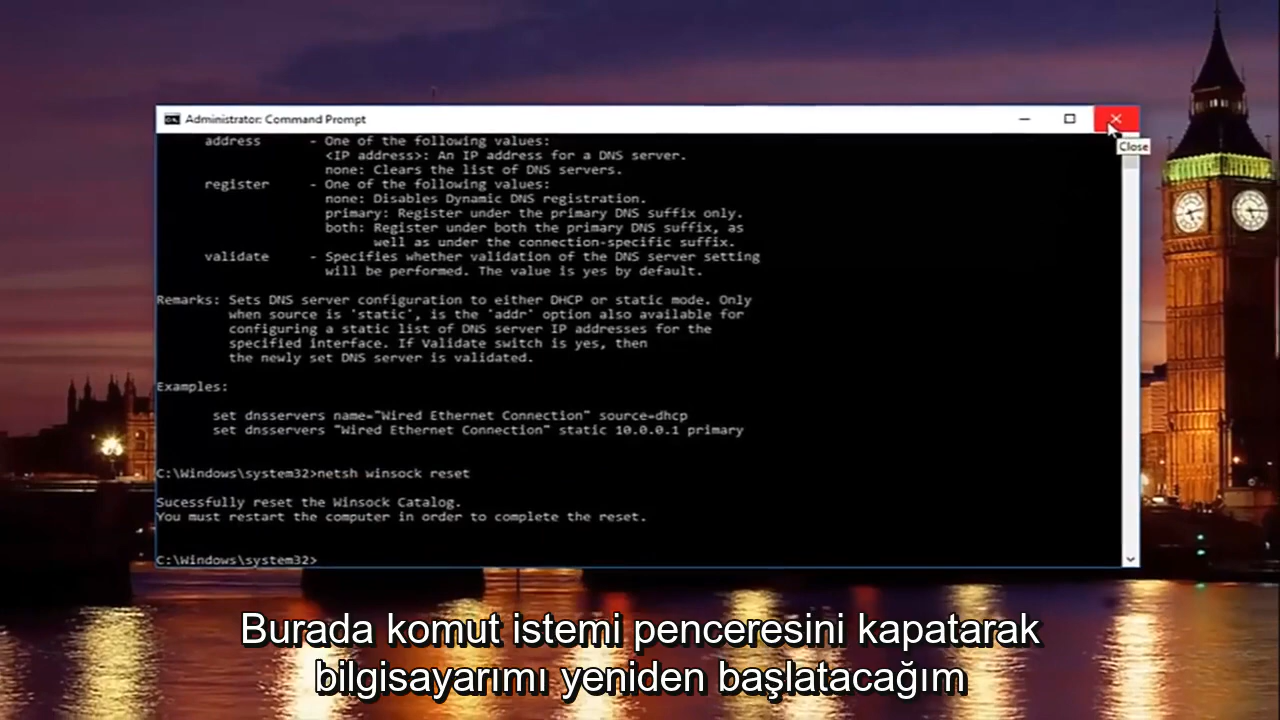 Administrator: Command Prompt
Close
address - One of the following values:
<IP address>: An IP address for a DNS server.
none: Clears the list of DNS servers.
register - One of the following values:
none: Disables Dynamic DNS registration.
primary: Register under the primary DNS suffix only.
both: Register under both the primary DNS suffix, as
well as under the connection-specific suffix.
validate - Specifies whether validation of the DNS server setting
will be performed. The value is yes by default.
Remarks: Sets DNS server configuration to either DHCP or static mode. Only
when source is 'static', is the 'addr' option also available for
configuring a static list of DNS server IP addresses for the
specified interface. If Validate switch is yes, then
the newly set DNS server is validated.
Examples:
set dnsservers name="Wired Ethernet Connection" source=dhcp
set dnsservers "Wired Ethernet Connection" static 10.0.0.1 primary
C:\Windows\system32>netsh winsock reset
Sucessfully reset the Winsock Catalog.
You must restart the computer in order to complete the reset.
C:\Windows\system32>
Burada komut istemi penceresini kapatarak
bilgisayarımı yeniden başlatacağım